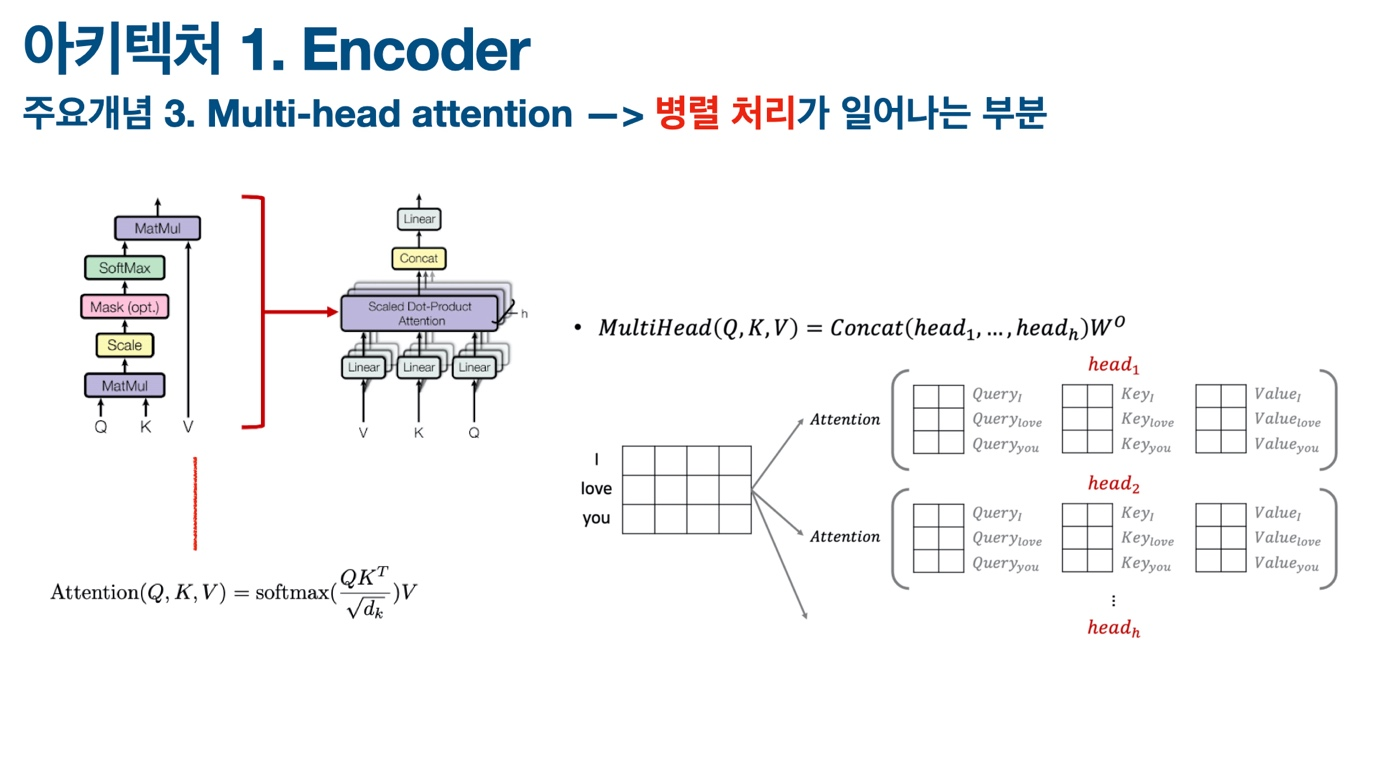 아키텍처 1. Encoder
주요개념 3. Multi-head attention —> 병렬 처리가 일어나는 부분
MatMul
SoftMax
Mask (opt.)
Scale
MatMul
Q K V
Attention(Q, K, V) = softmax(QK^T/√d_k)V
Linear
Concat
Scaled Dot-Product
Attention
h
Linear Linear Linear
V K Q
• MultiHead(Q, K, V) = Concat(head_1, ... , head_h)W^O
I
love
you
head_1
Attention
Query_I Key_I Value_I
Query_love Key_love Value_love
Query_you Key_you Value_you
head_2
Attention
Query_I Key_I Value_I
Query_love Key_love Value_love
Query_you Key_you Value_you
⋮
head_h